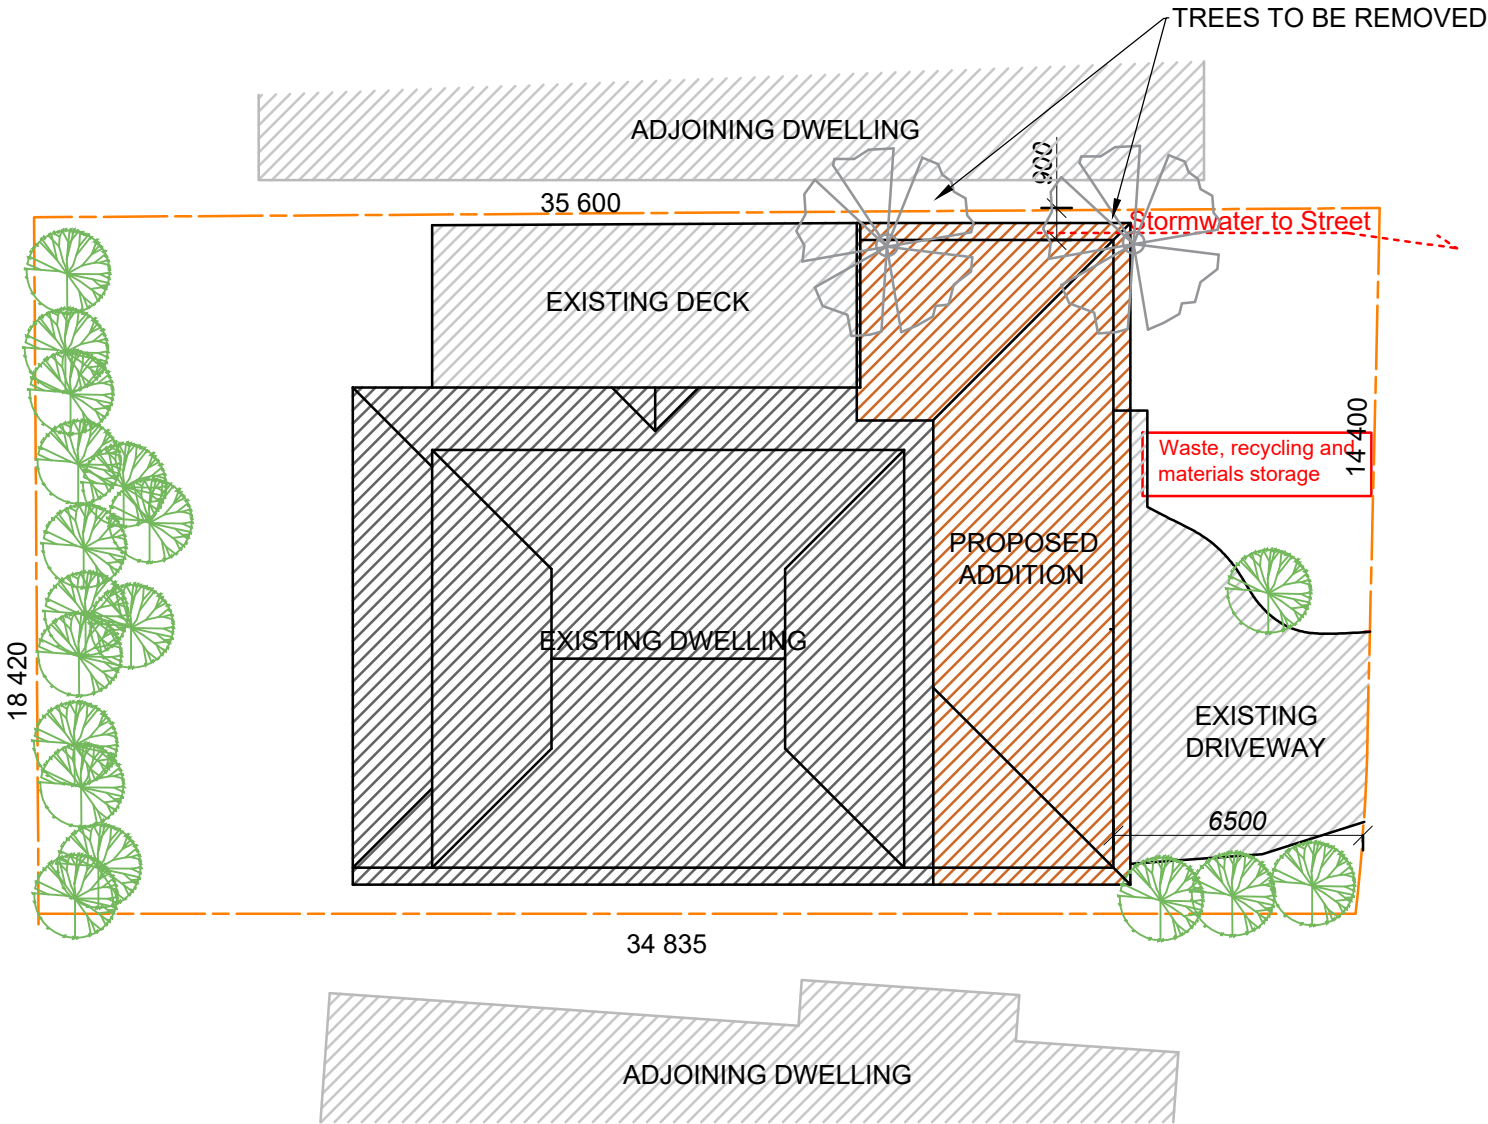 TREES TO BE REMOVED
ADJOINING DWELLING
900
35 600
Stormwater to Street
EXISTING DECK
14 400
Waste, recycling and
materials storage
PROPOSED
ADDITION
EXISTING DWELLING
18 420
EXISTING
DRIVEWAY
6500
34 835
ADJOINING DWELLING